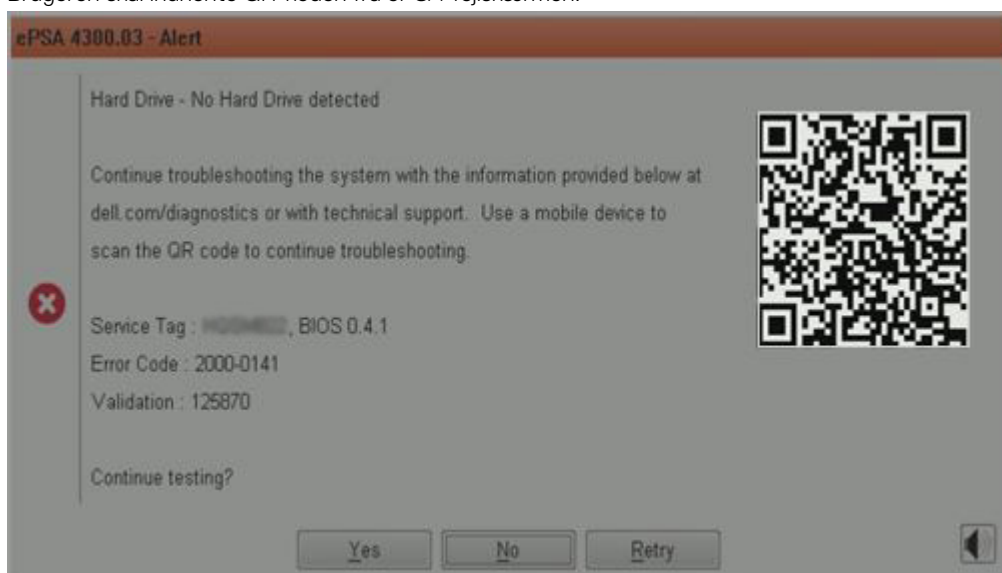 ePSA 4300.03 - Alert
Hard Drive - No Hard Drive detected
Continue troubleshooting the system with the information provided below at
dell.com/diagnostics or with technical support. Use a mobile device to
scan the QR code to continue troubleshooting.
Service Tag : , BIOS 0.4.1
Error Code : 2000-0141
Validation : 125870
Continue testing?
Yes No Retry